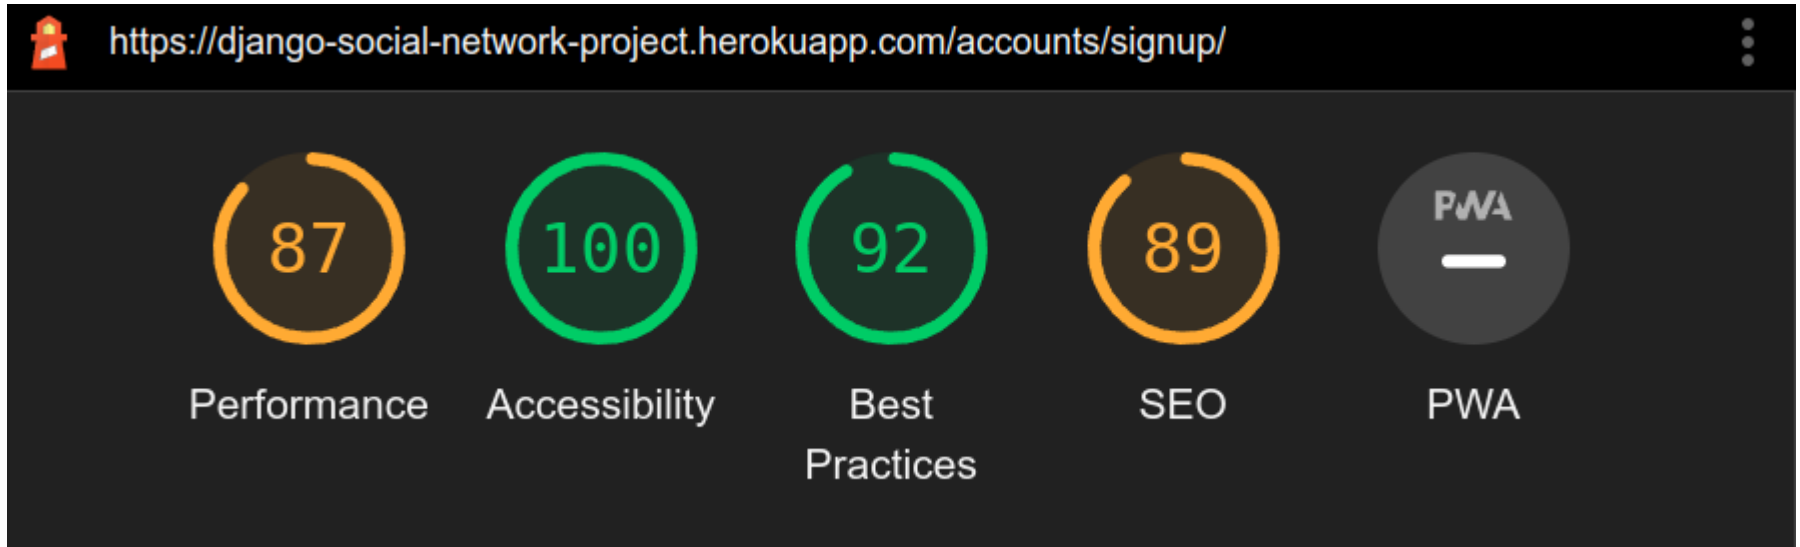 https://django-social-network-project.herokuapp.com/accounts/signup/
87 100 92 89 PWA
Performance Accessibility Best SEO PWA
Practices